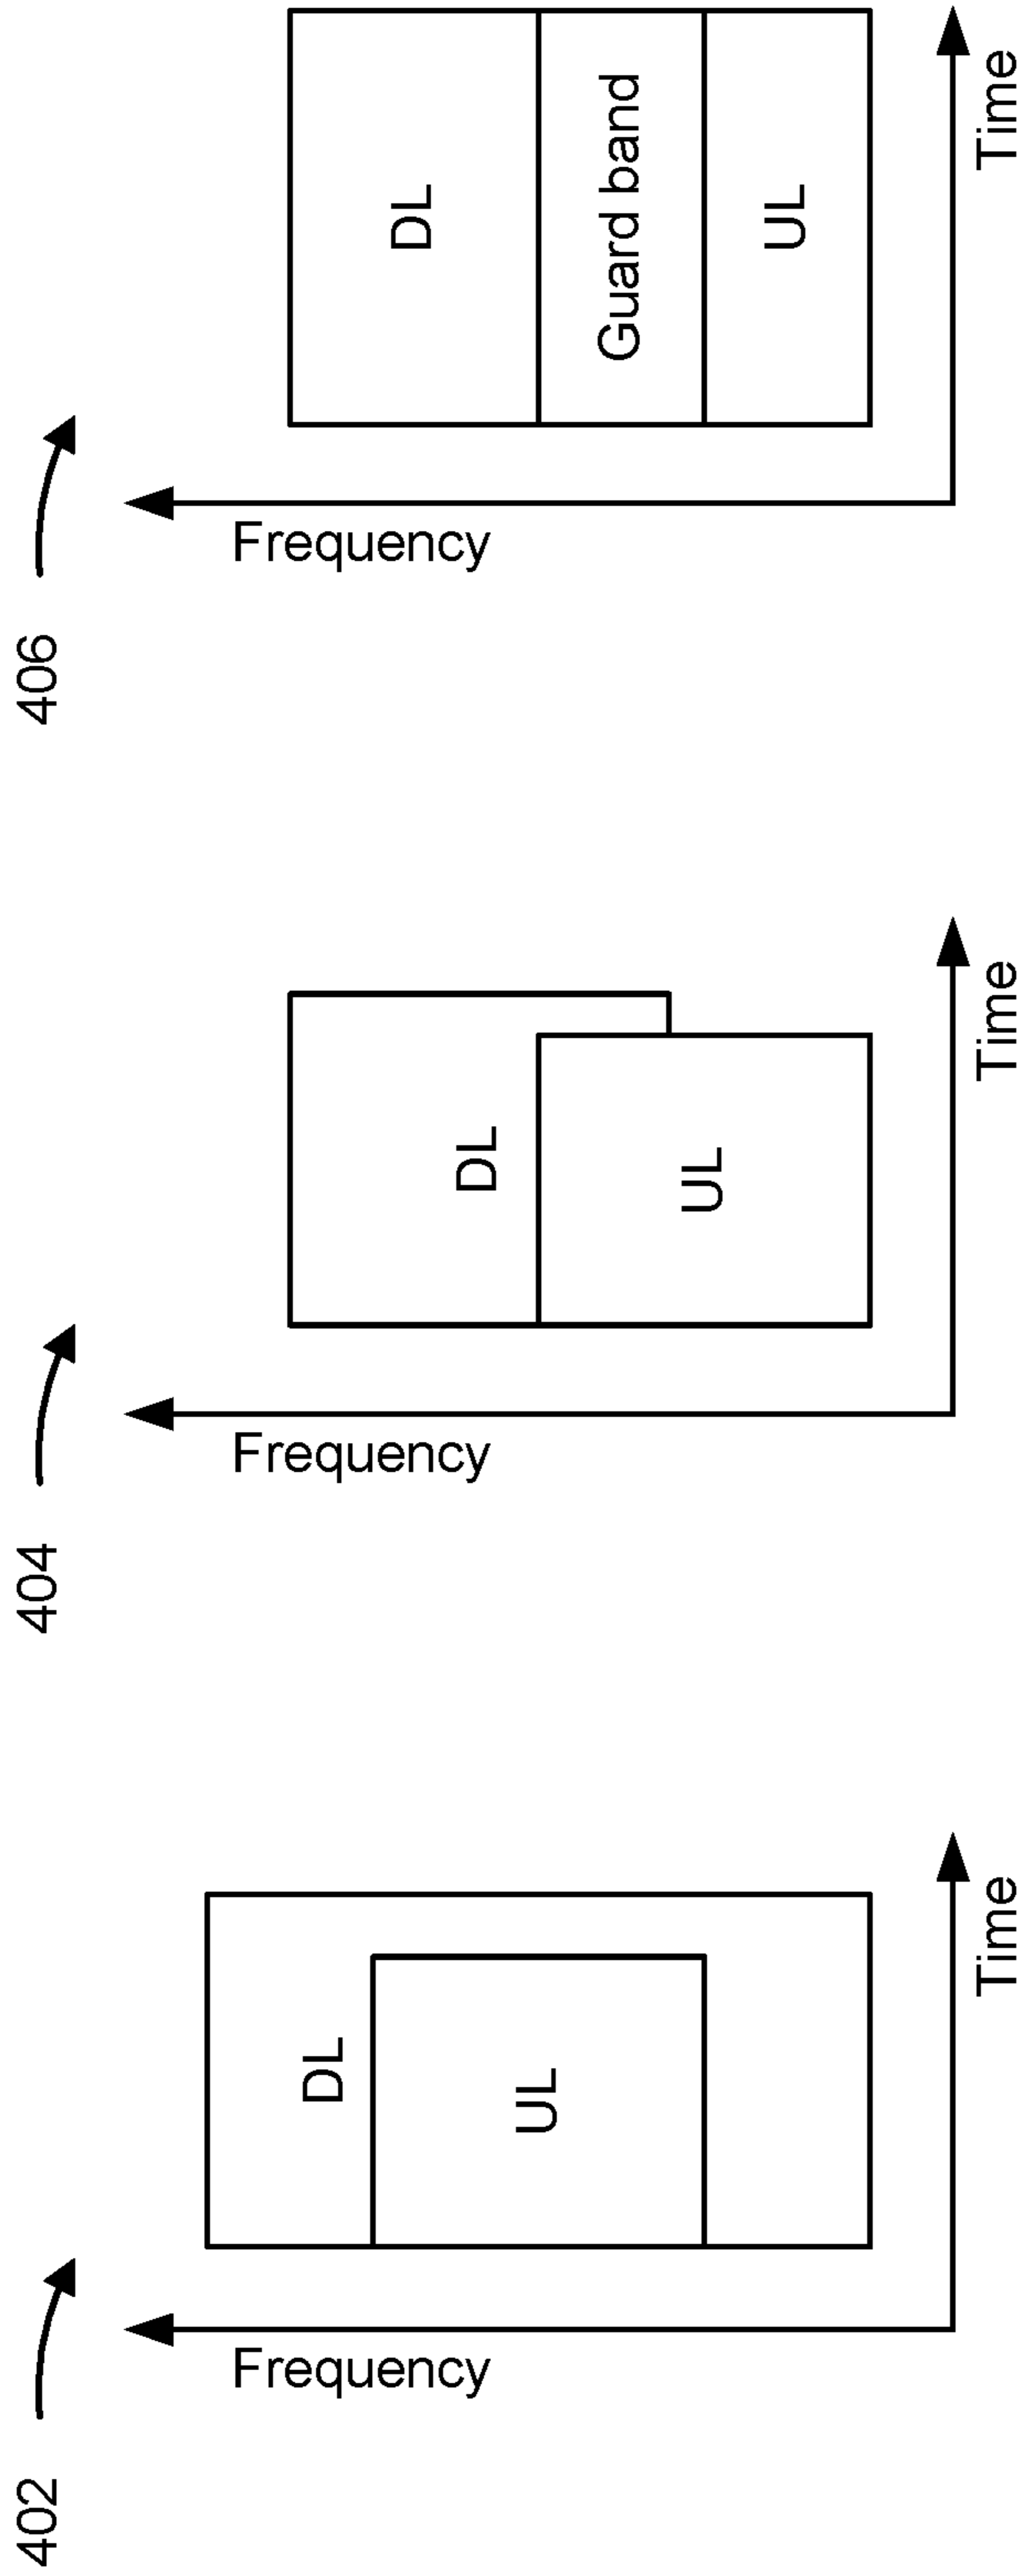 402
Frequency
DL
UL
Time
404
Frequency
DL
UL
Time
406
Frequency
DL
Guard band
UL
Time